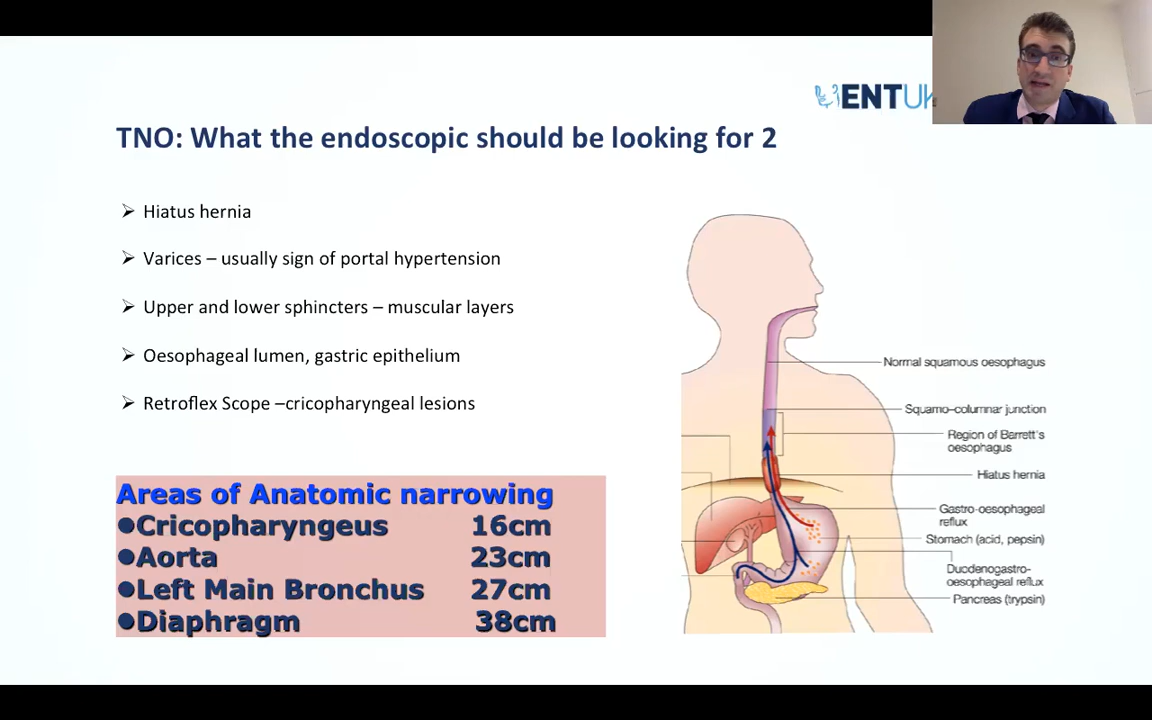 ENTUK
TNO: What the endoscopic should be looking for 2
➢ Hiatus hernia
➢ Varices – usually sign of portal hypertension
➢ Upper and lower sphincters – muscular layers
➢ Oesophageal lumen, gastric epithelium
➢ Retroflex Scope –cricopharyngeal lesions
Areas of Anatomic narrowing
●Cricopharyngeus 16cm
●Aorta 23cm
●Left Main Bronchus 27cm
●Diaphragm 38cm
Normal squamous oesophagus
Squamo–columnar junction
Region of Barrett's
oesophagus
Hiatus hernia
Gastro-oesophageal
reflux
Stomach (acid, pepsin)
Duodenogastro-
oesophageal reflux
Pancreas (trypsin)